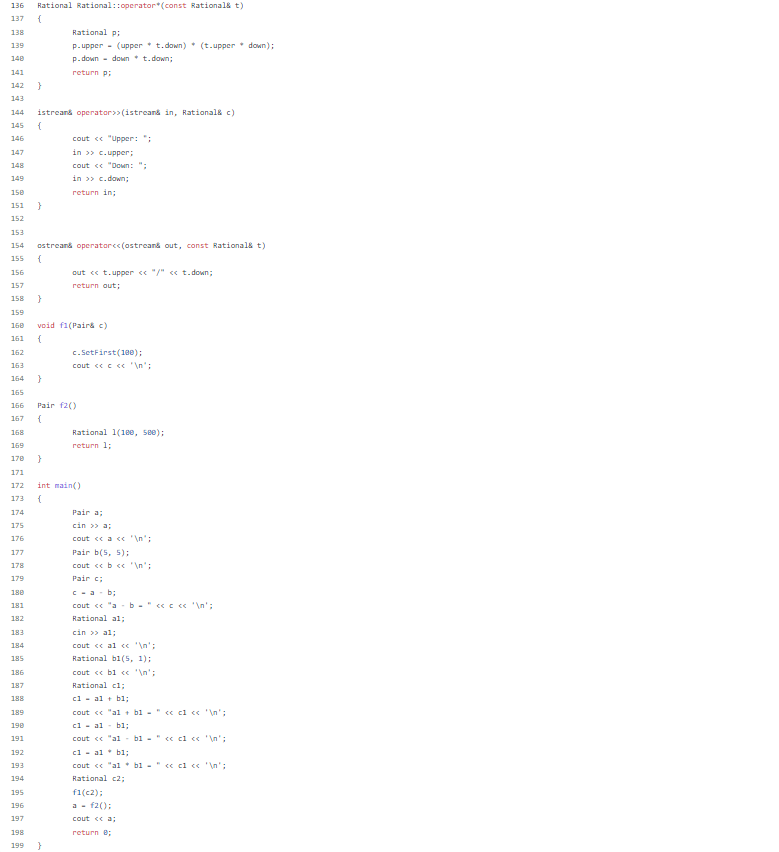 136 Rational Rational::operator*(const Rational& t)
137 {
138 Rational p;
139 p.upper = (upper * t.down) * (t.upper * down);
140 p.down = down * t.down;
141 return p;
142 }
143
144 istream& operator>>(istream& in, Rational& c)
145 {
146 cout << "Upper: ";
147 in >> c.upper;
148 cout << "Down: ";
149 in >> c.down;
150 return in;
151 }
152
153
154 ostream& operator<<(ostream& out, const Rational& t)
155 {
156 out << t.upper << "/" << t.down;
157 return out;
158 }
159
160 void f1(Pair& c)
161 {
162 c.SetFirst(100);
163 cout << c << '\n';
164 }
165
166 Pair f2()
167 {
168 Rational l(100, 500);
169 return l;
170 }
171
172 int main()
173 {
174 Pair a;
175 cin >> a;
176 cout << a << '\n';
177 Pair b(5, 5);
178 cout << b << '\n';
179 Pair c;
180 c = a - b;
181 cout << "a - b = " << c << '\n';
182 Rational a1;
183 cin >> a1;
184 cout << a1 << '\n';
185 Rational b1(5, 1);
186 cout << b1 << '\n';
187 Rational c1;
188 c1 = a1 + b1;
189 cout << "a1 + b1 = " << c1 << '\n';
190 c1 = a1 - b1;
191 cout << "a1 - b1 = " << c1 << '\n';
192 c1 = a1 * b1;
193 cout << "a1 * b1 = " << c1 << '\n';
194 Rational c2;
195 f1(c2);
196 a = f2();
197 cout << a;
198 return 0;
199 }